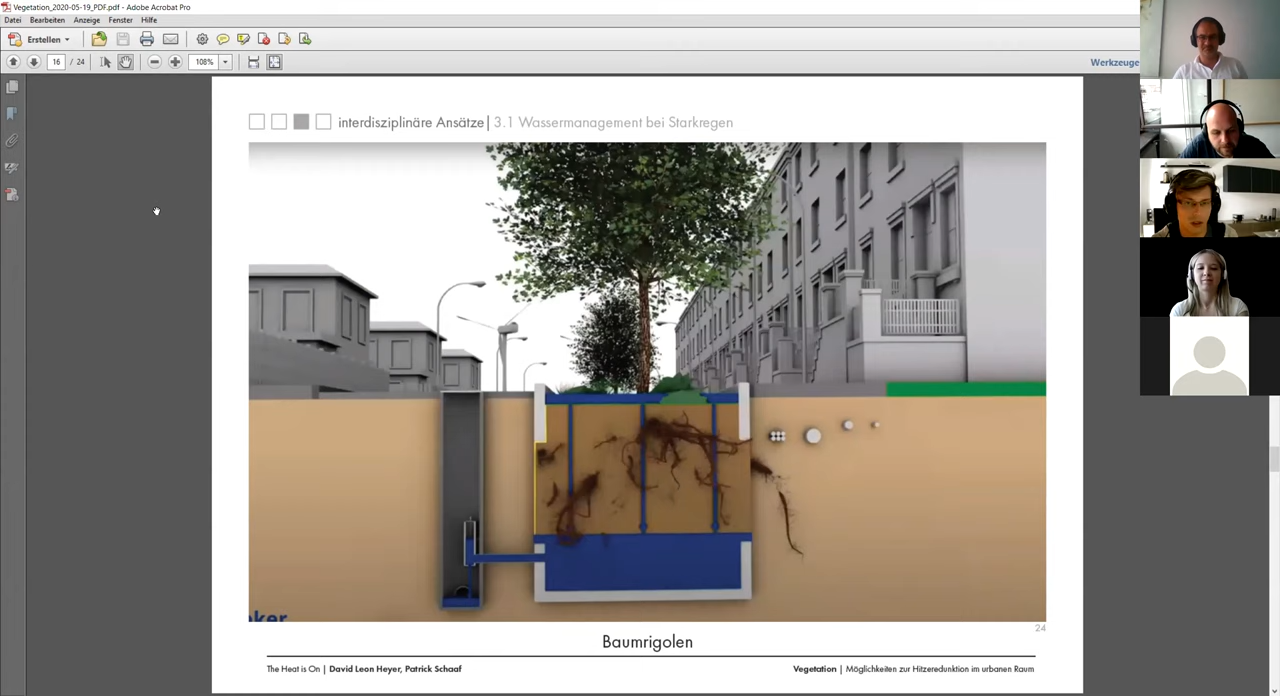 Vegetation_2020-05-19_PDF.pdf - Adobe Acrobat Pro
Datei Bearbeiten Anzeige Fenster Hilfe
Erstellen
16 / 24 108% Werkzeuge
interdisziplinäre Ansätze| 3.1 Wassermanagement bei Starkregen
24
Baumrigolen
The Heat is On | David Leon Heyer, Patrick Schaaf
Vegetation | Möglichkeiten zur Hitzeredunktion im urbanen Raum